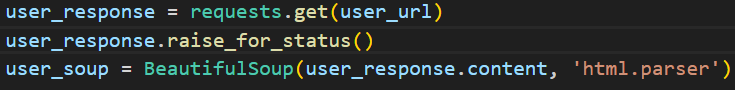 user_response = requests.get(user_url)
user_response.raise_for_status()
user_soup = BeautifulSoup(user_response.content, 'html.parser')